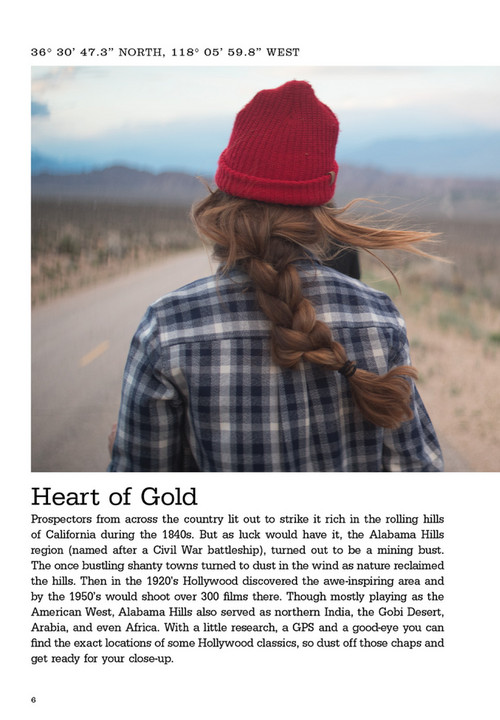 36° 30’ 47.3” NORTH, 118° 05’ 59.8” WEST
Heart of Gold
Prospectors from across the country lit out to strike it rich in the rolling hills
of California during the 1840s. But as luck would have it, the Alabama Hills
region (named after a Civil War battleship), turned out to be a mining bust.
The once bustling shanty towns turned to dust in the wind as nature reclaimed
the hills. Then in the 1920’s Hollywood discovered the awe-inspiring area and
by the 1950’s would shoot over 300 films there. Though mostly playing as the
American West, Alabama Hills also served as northern India, the Gobi Desert,
Arabia, and even Africa. With a little research, a GPS and a good-eye you can
find the exact locations of some Hollywood classics, so dust off those chaps and
get ready for your close-up.
6